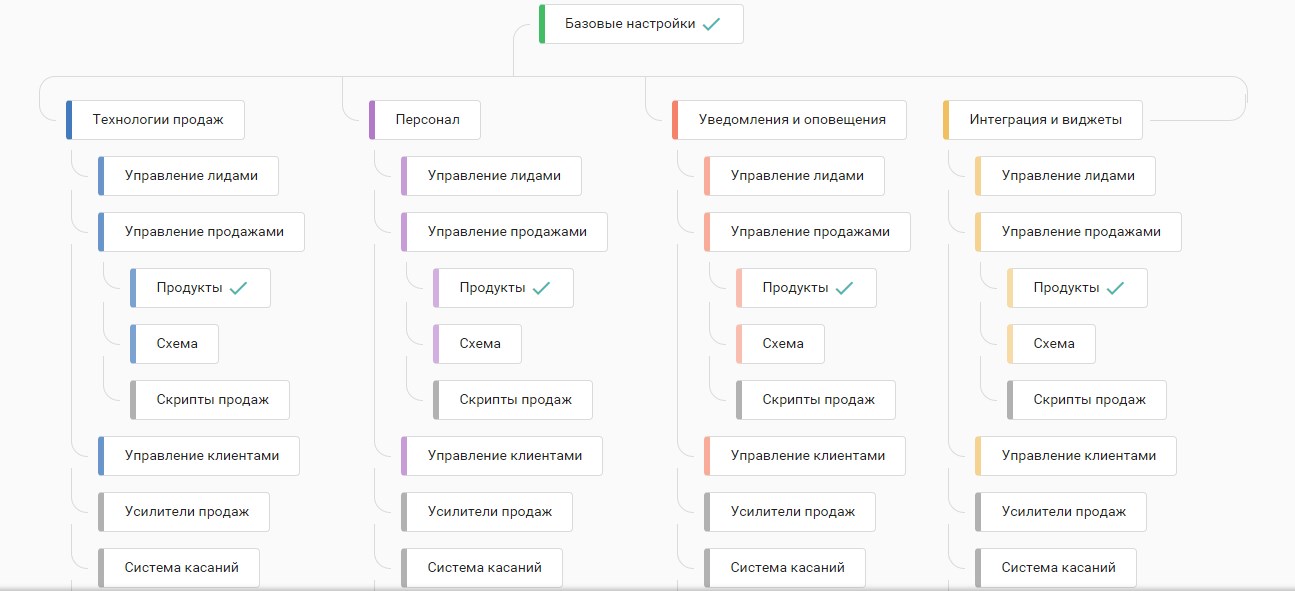 Базовые настройки
Технологии продаж
Персонал
Уведомления и оповещения
Интеграция и виджеты
Управление лидами
Управление лидами
Управление лидами
Управление лидами
Управление продажами
Управление продажами
Управление продажами
Управление продажами
Продукты
Продукты
Продукты
Продукты
Схема
Схема
Схема
Схема
Скрипты продаж
Скрипты продаж
Скрипты продаж
Скрипты продаж
Управление клиентами
Управление клиентами
Управление клиентами
Управление клиентами
Усилители продаж
Усилители продаж
Усилители продаж
Усилители продаж
Система касаний
Система касаний
Система касаний
Система касаний